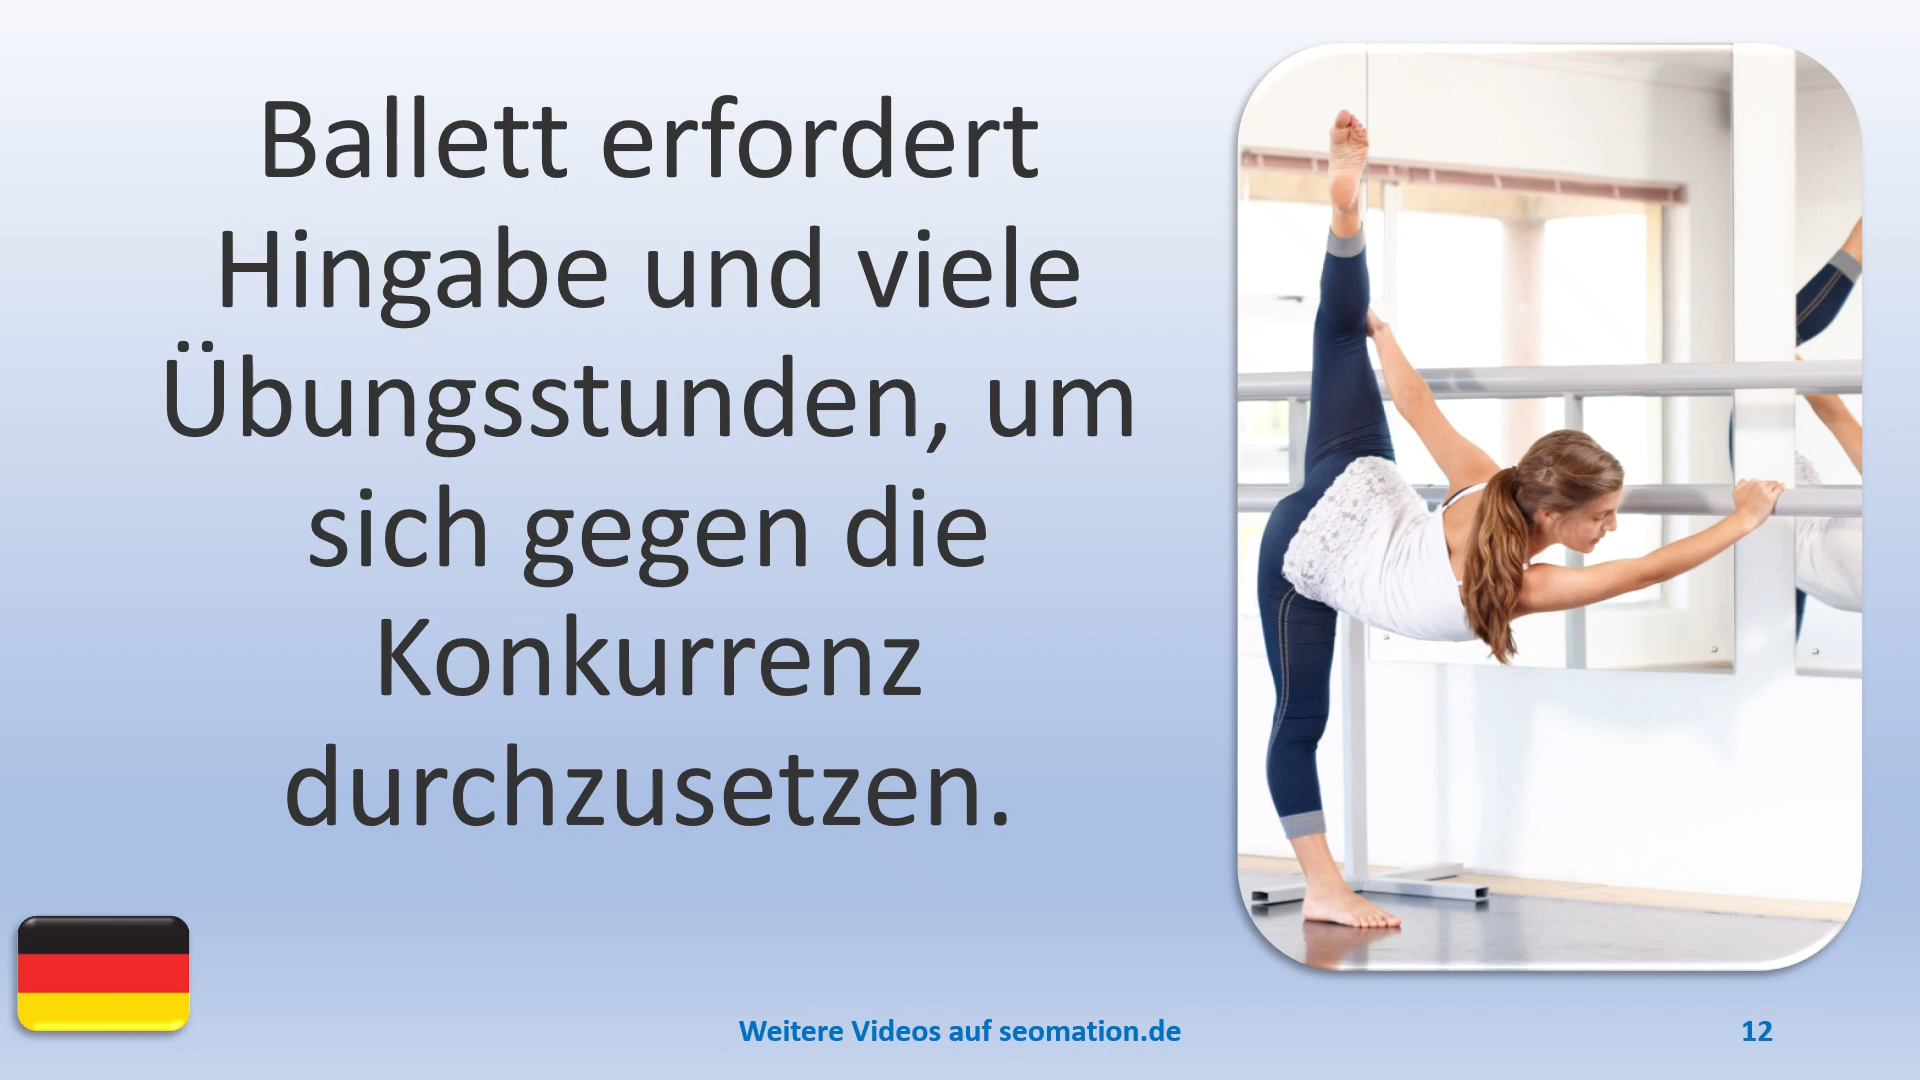 Ballett erfordert
Hingabe und viele
Übungsstunden, um
sich gegen die
Konkurrenz
durchzusetzen.
Weitere Videos auf seomation.de
12